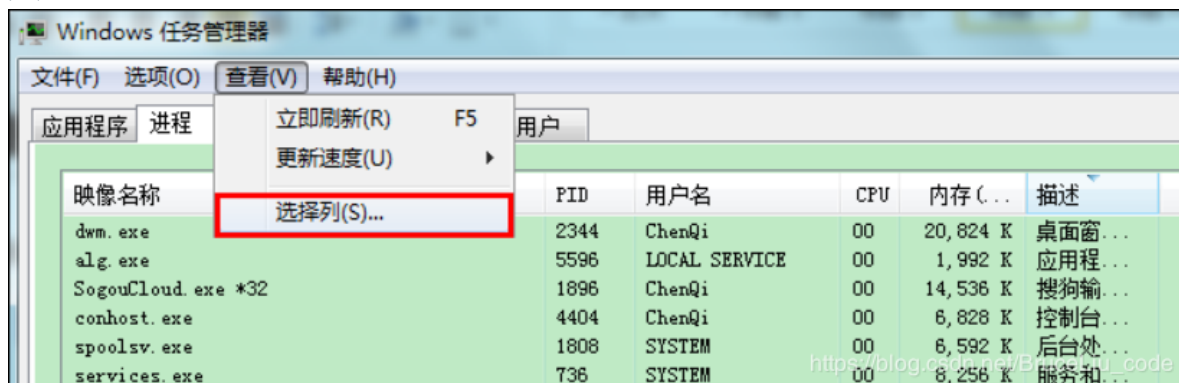 Windows 任务管理器
文件(F) 选项(O) 查看(V) 帮助(H)
应用程序 进程 用户
立即刷新(R) F5
更新速度(U)
选择列(S)...
映像名称 PID 用户名 CPU 内存(... 描述
dwm.exe 2344 ChenQi 00 20,824 K 桌面窗...
alg.exe 5596 LOCAL SERVICE 00 1,992 K 应用程...
SogouCloud.exe *32 1896 ChenQi 00 14,536 K 搜狗输...
conhost.exe 4404 ChenQi 00 6,828 K 控制台...
spoolsv.exe 1808 SYSTEM 00 6,592 K 后台处...
services.exe 736 SYSTEM 00 8,256 K 服务和...